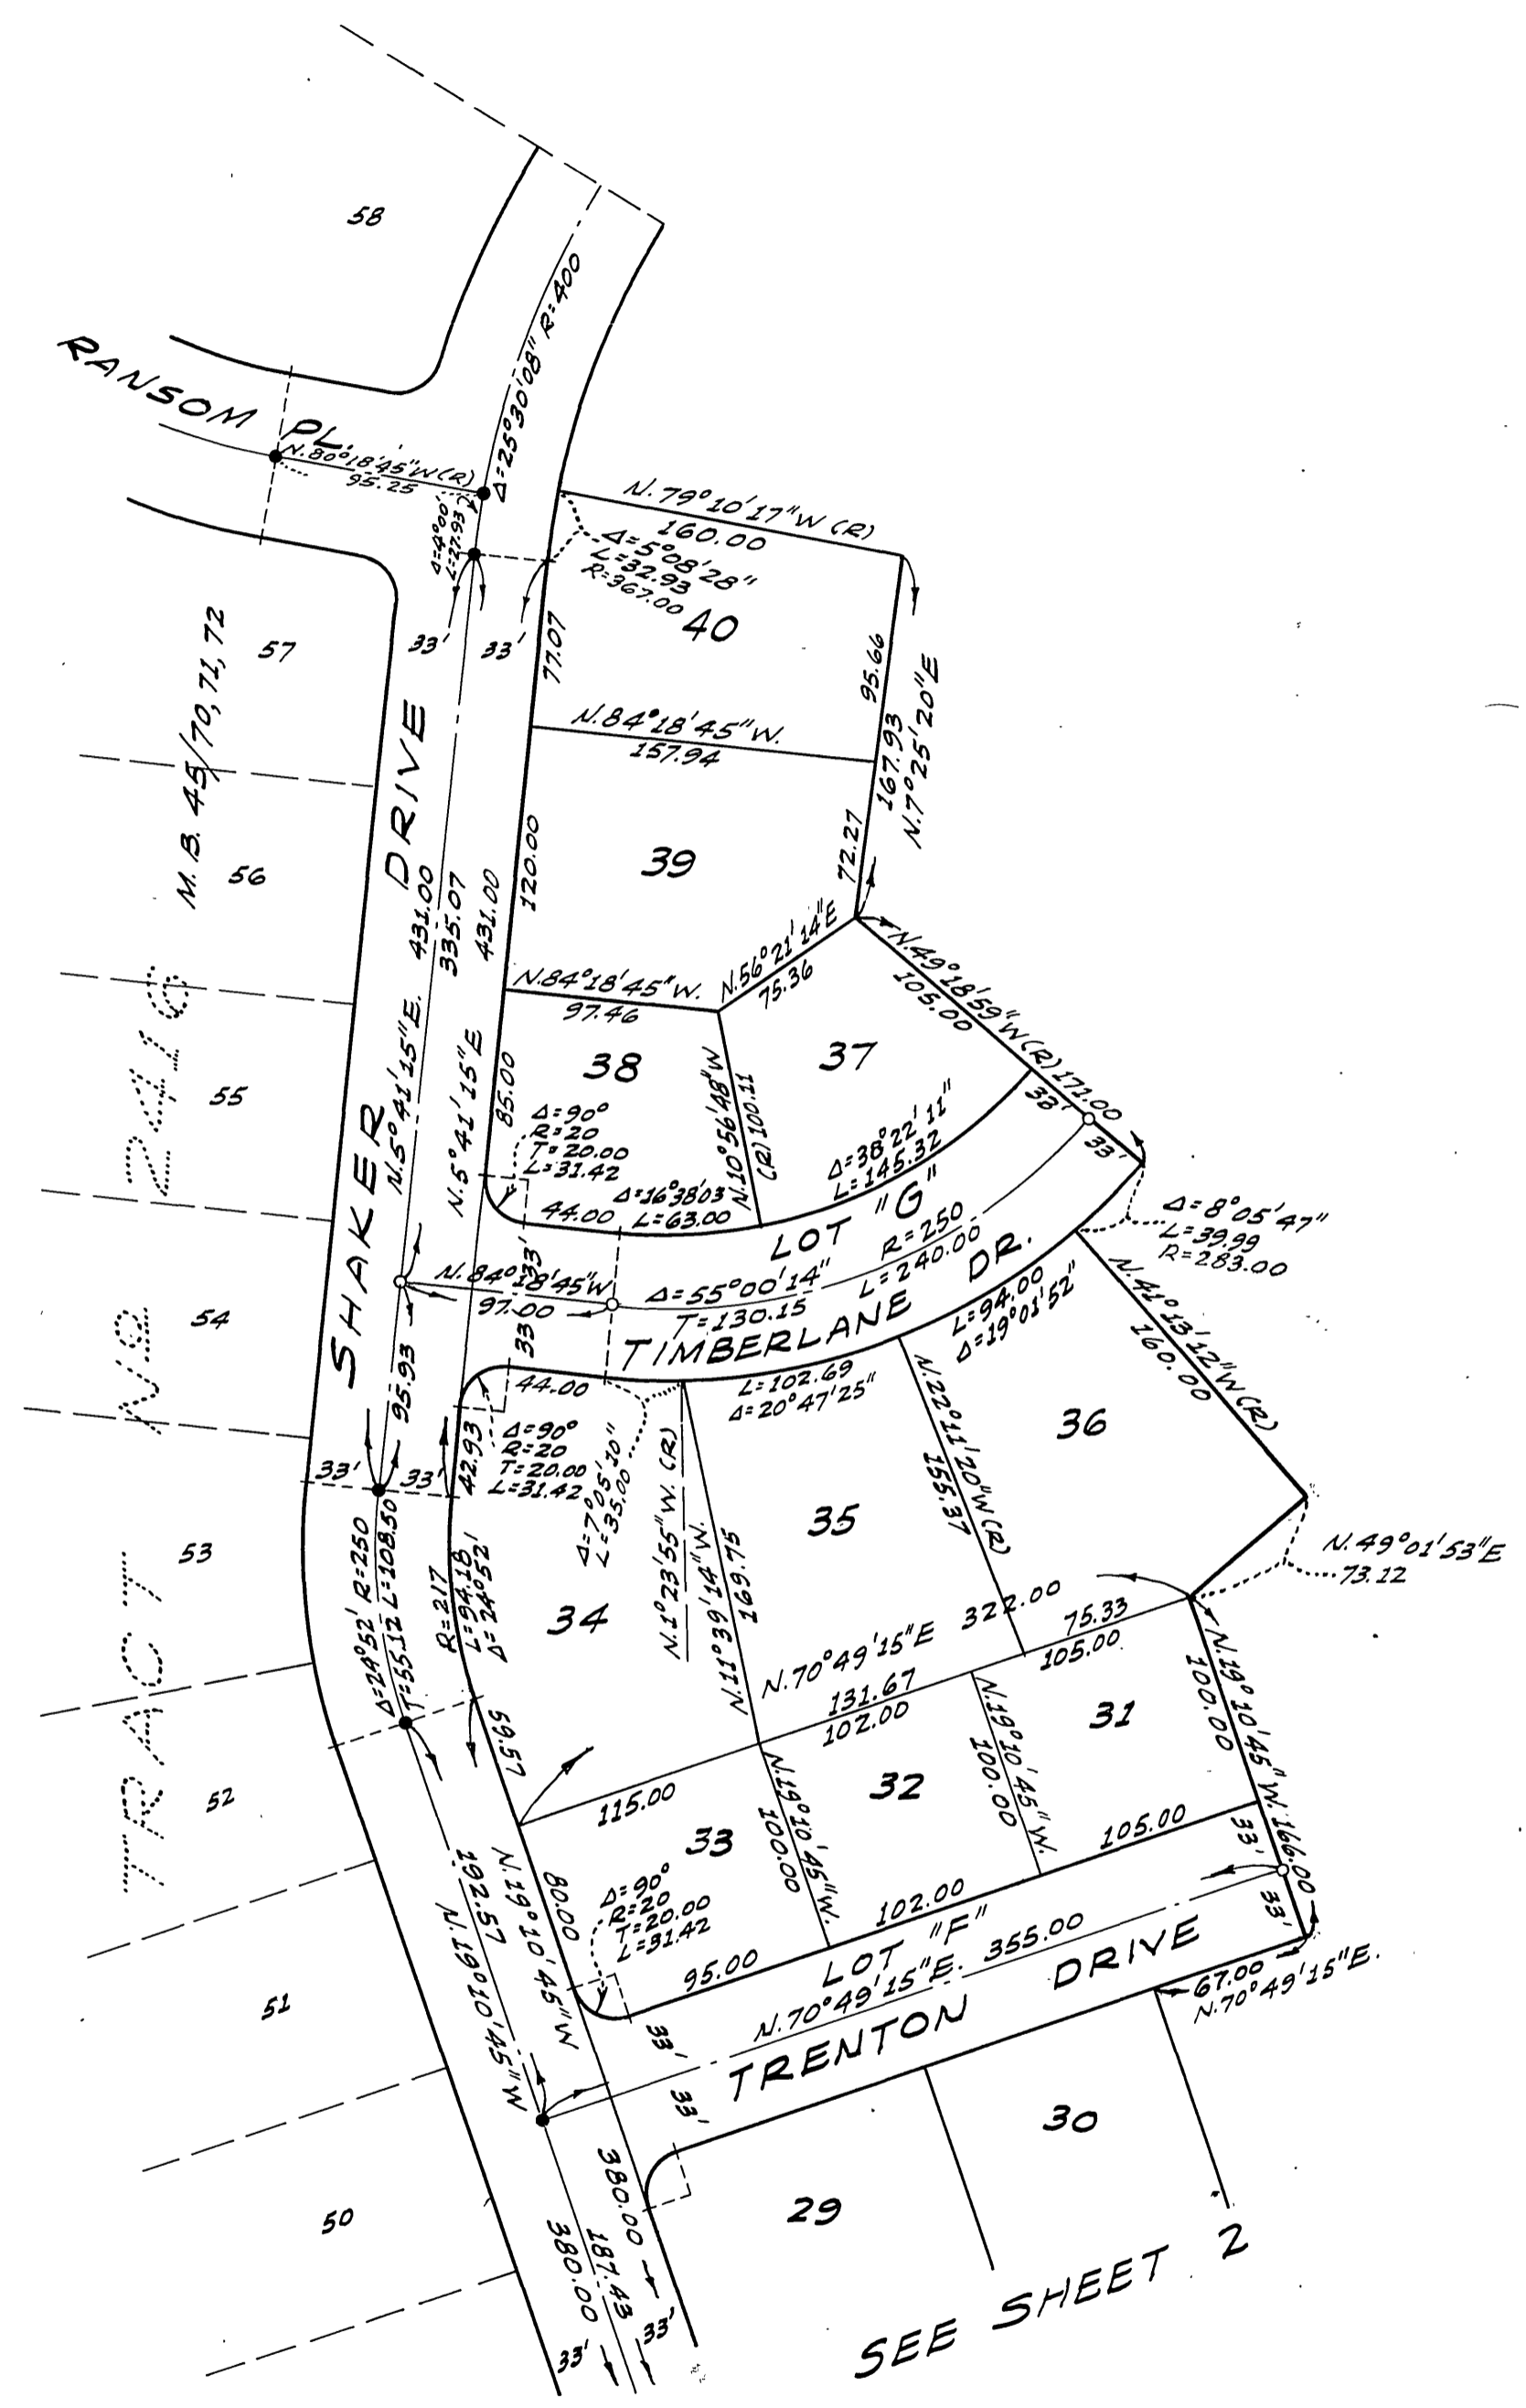 58
RANSOM PL.
N.80°18'45"W(R)
95.25
Δ=25°30'08" R=400
Δ=4°00'
L=27.93
N.79°10'17"W (R)
160.00
Δ=5°08'28"
L=32.93
R=367.00
40
33'
33'
77.07
95.66
167.93
N.7°25'20"E
57
M.B. 45/70, 71, 72
N.84°18'45"W.
157.94
SHAKER DRIVE
56
39
120.00
72.27
431.00
335.07
431.00
N.5°41'15"E.
N.5°41'15"E
N.84°18'45"W.
97.46
N.56°21'14"E
75.36
N.49°18'59"W(R) 171.00
105.00
TRACT No 2416
55
38
37
85.00
Δ=90°
R=20
T=20.00
L=31.42
N.10°56'48"W
(R) 100.11
Δ=38°22'11"
L=145.32
33'
33'
44.00
Δ=16°38'03
L=63.00
LOT "G"
R=250
L=240.00
Δ=8°05'47"
L=39.99
R=283.00
33'
N.84°18'45"W
97.00
Δ=55°00'14"
T=130.15
TIMBERLANE DR.
54
33
95.93
L=94.00
Δ=19°01'52"
N.41°13'12"W(R)
160.00
44.00
L=102.69
Δ=20°47'25"
36
42.93
Δ=90°
R=20
T=20.00
L=31.42
Δ=7°05'10"
L=35.00
N.1°23'55"W. (R)
N.11°39'14"W.
169.75
N.22°11'20"W(R)
155.37
35
33'
33'
53
Δ=24°52' R=250
T=55.12 L=108.50
R=217
L=94.18
Δ=24°52'
34
N.49°01'53"E
73.12
N.70°49'15"E 322.00
75.33
105.00
131.67
102.00
59.57
31
N.19°10'45"W. 166.00
100.00
N.19°10'45"W.
100.00
32
52
115.00
33
N.19°10'45"W.
100.00
105.00
33'
33'
102.00
80.00
Δ=90°
R=20
T=20.00
L=31.42
95.00
LOT "F"
N.70°49'15"E. 355.00
TRENTON DRIVE
67.00
N.70°49'15"E.
192.57
N.19°10'45"W
N.19°10'45"W
51
33'
33'
30
29
50
380.00
187.43
380.00
33'
33'
SEE SHEET 2